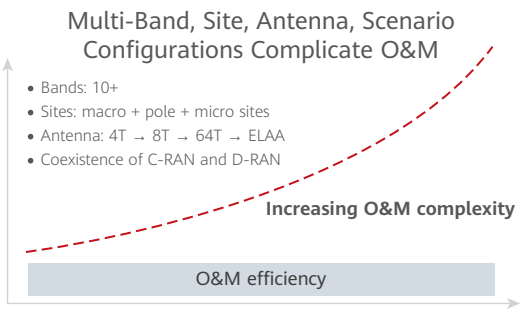 Multi-Band, Site, Antenna, Scenario
Configurations Complicate O&M
• Bands: 10+
• Sites: macro + pole + micro sites
• Antenna: 4T → 8T → 64T → ELAA
• Coexistence of C-RAN and D-RAN
Increasing O&M complexity
O&M efficiency